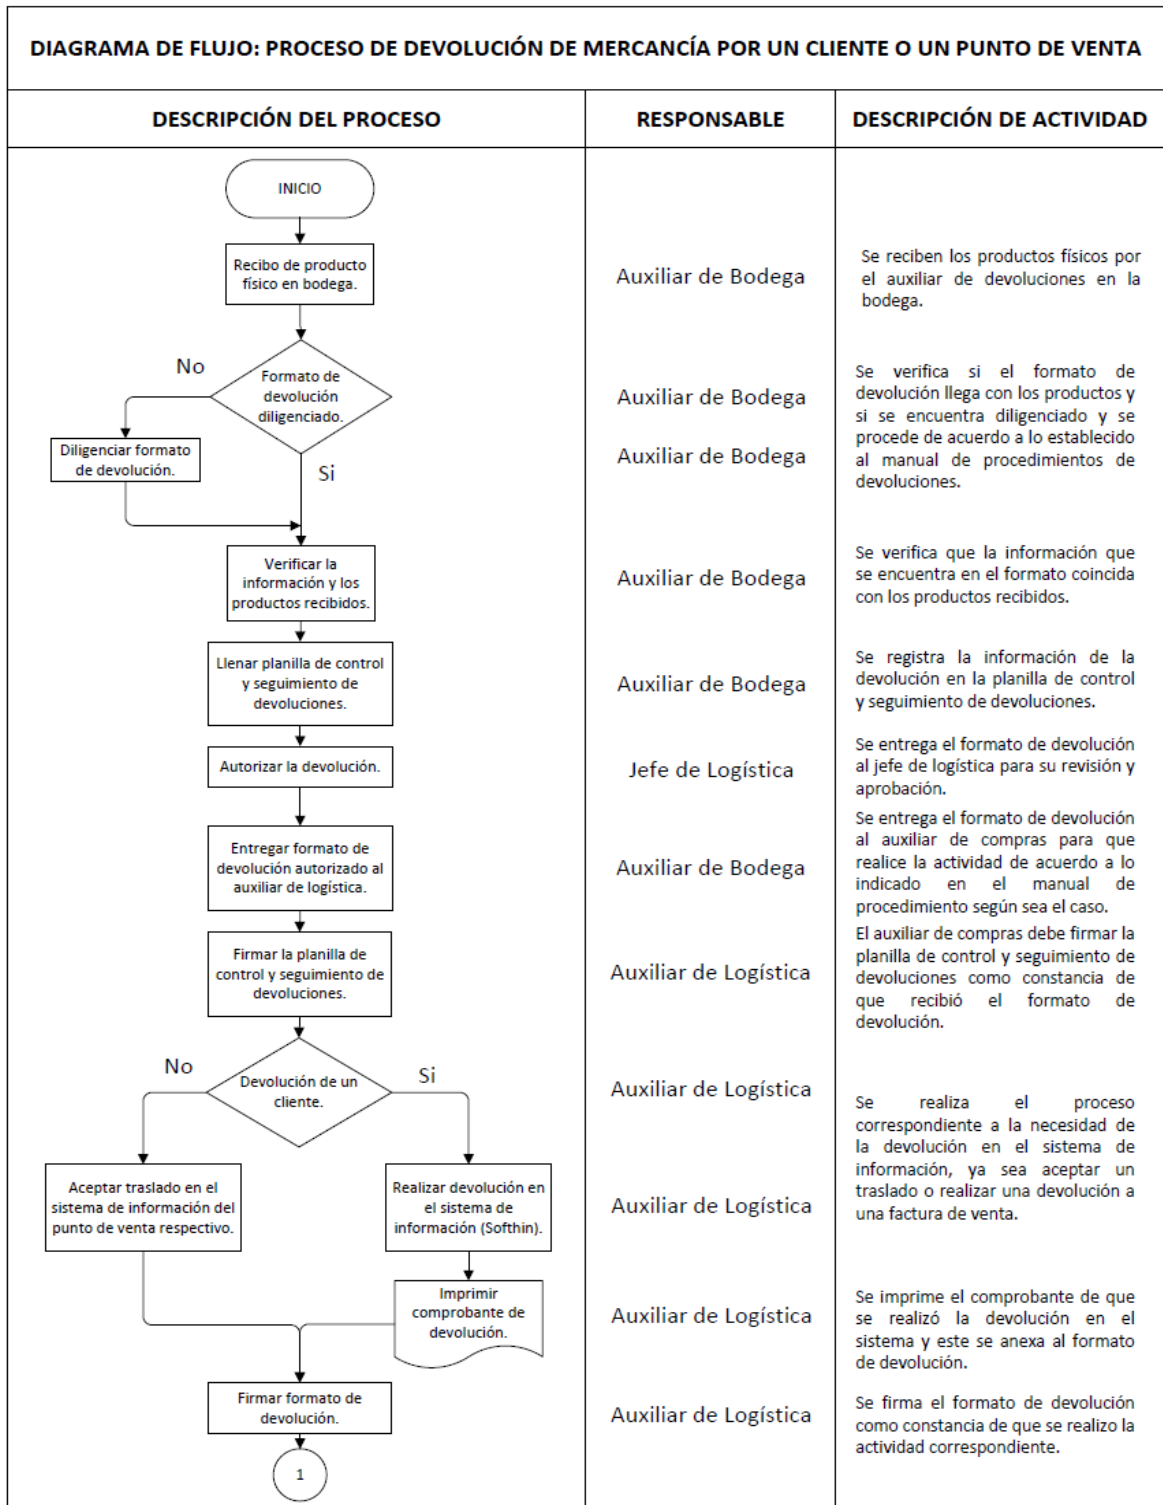 DIAGRAMA DE FLUJO: PROCESO DE DEVOLUCIÓN DE MERCANCÍA POR UN CLIENTE O UN PUNTO DE VENTA
DESCRIPCIÓN DEL PROCESO
RESPONSABLE
DESCRIPCIÓN DE ACTIVIDAD
INICIO
Recibo de producto
físico en bodega.
Auxiliar de Bodega
Se reciben los productos físicos por
el auxiliar de devoluciones en la
bodega.
No
Formato de
devolución
diligenciado.
Si
Diligenciar formato
de devolución.
Auxiliar de Bodega
Auxiliar de Bodega
Se verifica si el formato de
devolución llega con los productos y
si se encuentra diligenciado y se
procede de acuerdo a lo establecido
al manual de procedimientos de
devoluciones.
Verificar la
información y los
productos recibidos.
Auxiliar de Bodega
Se verifica que la información que
se encuentra en el formato coincida
con los productos recibidos.
Llenar planilla de control
y seguimiento de
devoluciones.
Auxiliar de Bodega
Se registra la información de la
devolución en la planilla de control
y seguimiento de devoluciones.
Autorizar la devolución.
Jefe de Logística
Se entrega el formato de devolución
al jefe de logística para su revisión y
aprobación.
Entregar formato de
devolución autorizado al
auxiliar de logística.
Auxiliar de Bodega
Se entrega el formato de devolución
al auxiliar de compras para que
realice la actividad de acuerdo a lo
indicado en el manual de
procedimiento según sea el caso.
Firmar la planilla de
control y seguimiento de
devoluciones.
Auxiliar de Logística
El auxiliar de compras debe firmar la
planilla de control y seguimiento de
devoluciones como constancia de
que recibió el formato de
devolución.
No
Devolución de un
cliente.
Si
Auxiliar de Logística
Aceptar traslado en el
sistema de información del
punto de venta respectivo.
Realizar devolución en
el sistema de
información (Softhin).
Auxiliar de Logística
Se realiza el proceso
correspondiente a la necesidad de
la devolución en el sistema de
información, ya sea aceptar un
traslado o realizar una devolución a
una factura de venta.
Imprimir
comprobante de
devolución.
Auxiliar de Logística
Se imprime el comprobante de que
se realizó la devolución en el
sistema y este se anexa al formato
de devolución.
Firmar formato de
devolución.
Auxiliar de Logística
Se firma el formato de devolución
como constancia de que se realizo la
actividad correspondiente.
1